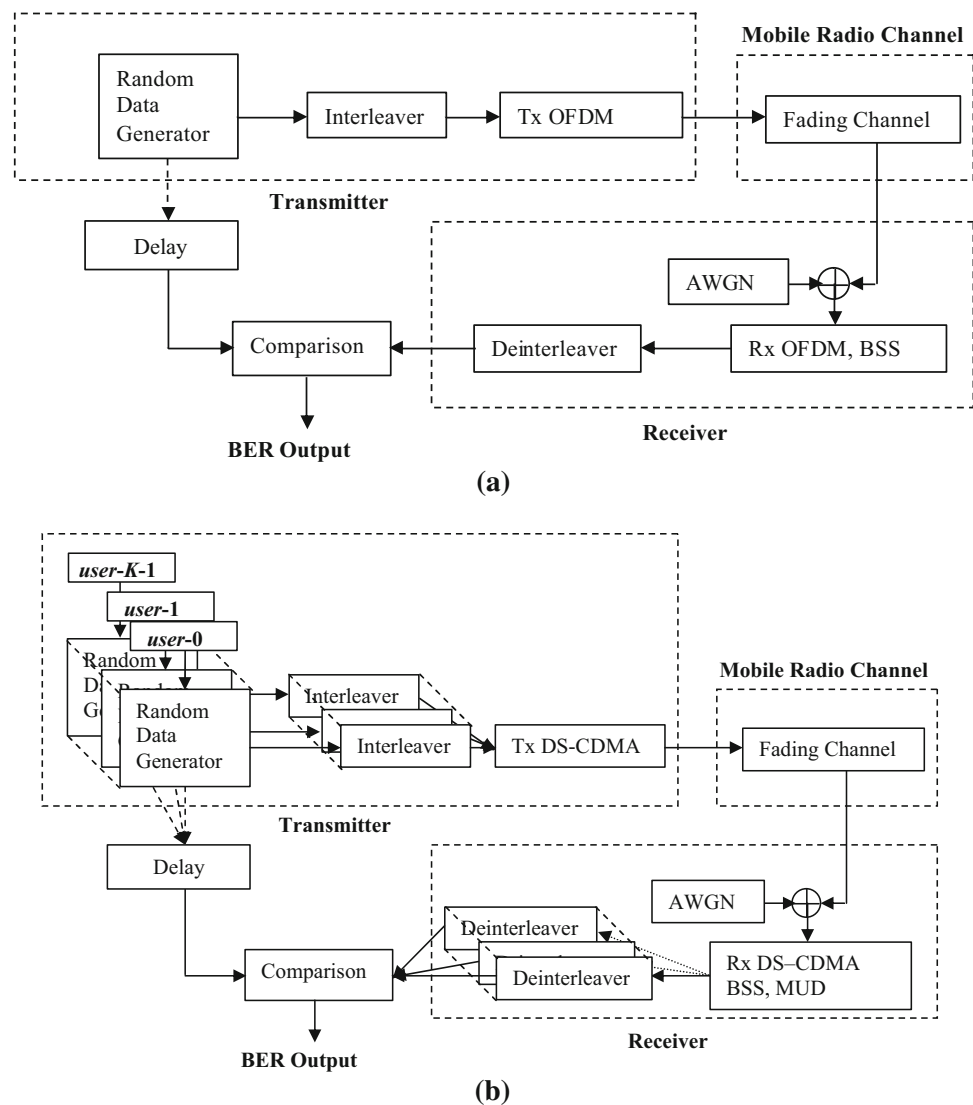 Mobile Radio Channel
Random
Data
Generator
Interleaver
Tx OFDM
Fading Channel
Transmitter
Delay
AWGN
Comparison
Deinterleaver
Rx OFDM, BSS
BER Output
Receiver
(a)
user-K-1
user-1
user-0
Mobile Radio Channel
Random
Random
Data
Generator
Interleaver
Interleaver
Tx DS-CDMA
Fading Channel
Transmitter
Delay
AWGN
Deinterleaver
Deinterleaver
Comparison
Rx DS–CDMA
BSS, MUD
BER Output
Receiver
(b)